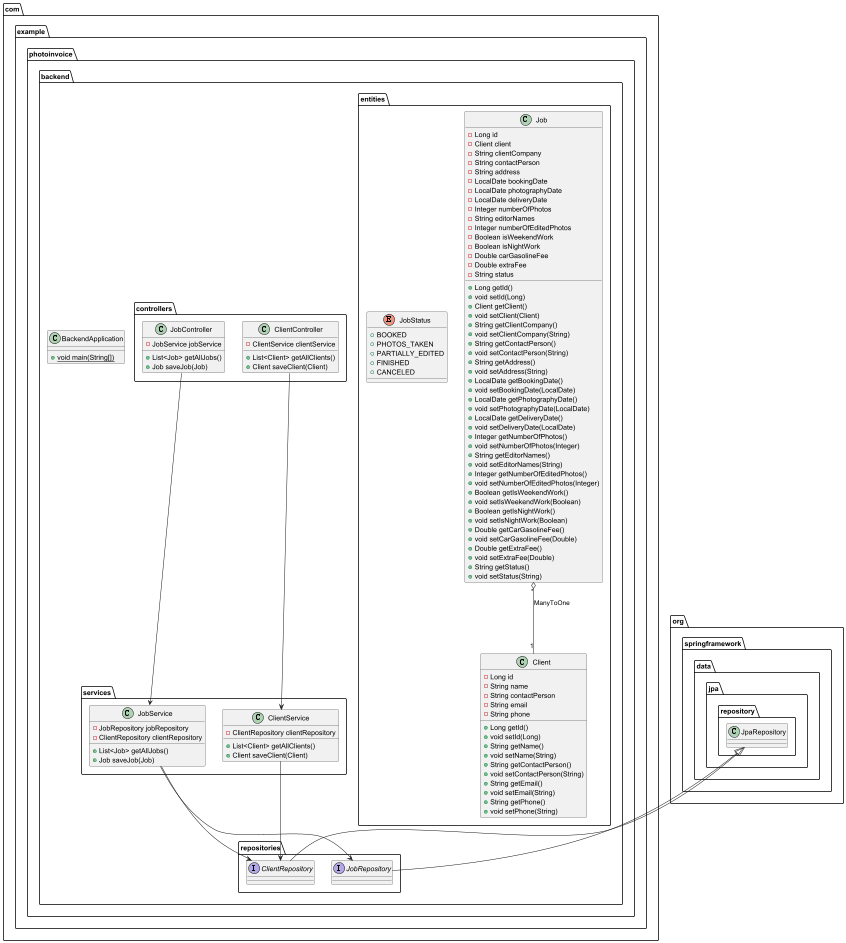 com
example
photoinvoice
backend
entities
Job
Long id
Client client
String clientCompany
String contactPerson
String address
LocalDate bookingDate
LocalDate photographyDate
LocalDate deliveryDate
Integer numberOfPhotos
String editorNames
Integer numberOfEditedPhotos
Boolean isWeekendWork
Boolean isNightWork
Double carGasolineFee
Double extraFee
String status
Long getId()
void setId(Long)
Client getClient()
void setClient(Client)
String getClientCompany()
void setClientCompany(String)
String getContactPerson()
void setContactPerson(String)
String getAddress()
void setAddress(String)
LocalDate getBookingDate()
void setBookingDate(LocalDate)
LocalDate getPhotographyDate()
void setPhotographyDate(LocalDate)
LocalDate getDeliveryDate()
void setDeliveryDate(LocalDate)
Integer getNumberOfPhotos()
void setNumberOfPhotos(Integer)
String getEditorNames()
void setEditorNames(String)
Integer getNumberOfEditedPhotos()
void setNumberOfEditedPhotos(Integer)
Boolean getIsWeekendWork()
void setIsWeekendWork(Boolean)
Boolean getIsNightWork()
void setIsNightWork(Boolean)
Double getCarGasolineFee()
void setCarGasolineFee(Double)
Double getExtraFee()
void setExtraFee(Double)
String getStatus()
void setStatus(String)
JobStatus
BOOKED
PHOTOS_TAKEN
PARTIALLY_EDITED
FINISHED
CANCELED
controllers
JobController
JobService jobService
List<Job> getAllJobs()
Job saveJob(Job)
ClientController
ClientService clientService
List<Client> getAllClients()
Client saveClient(Client)
BackendApplication
void main(String[])
ManyToOne
1
Client
Long id
String name
String contactPerson
String email
String phone
Long getId()
void setId(Long)
String getName()
void setName(String)
String getContactPerson()
void setContactPerson(String)
String getEmail()
void setEmail(String)
String getPhone()
void setPhone(String)
services
JobService
JobRepository jobRepository
ClientRepository clientRepository
List<Job> getAllJobs()
Job saveJob(Job)
ClientService
ClientRepository clientRepository
List<Client> getAllClients()
Client saveClient(Client)
org
springframework
data
jpa
repository
JpaRepository
repositories
ClientRepository
JobRepository